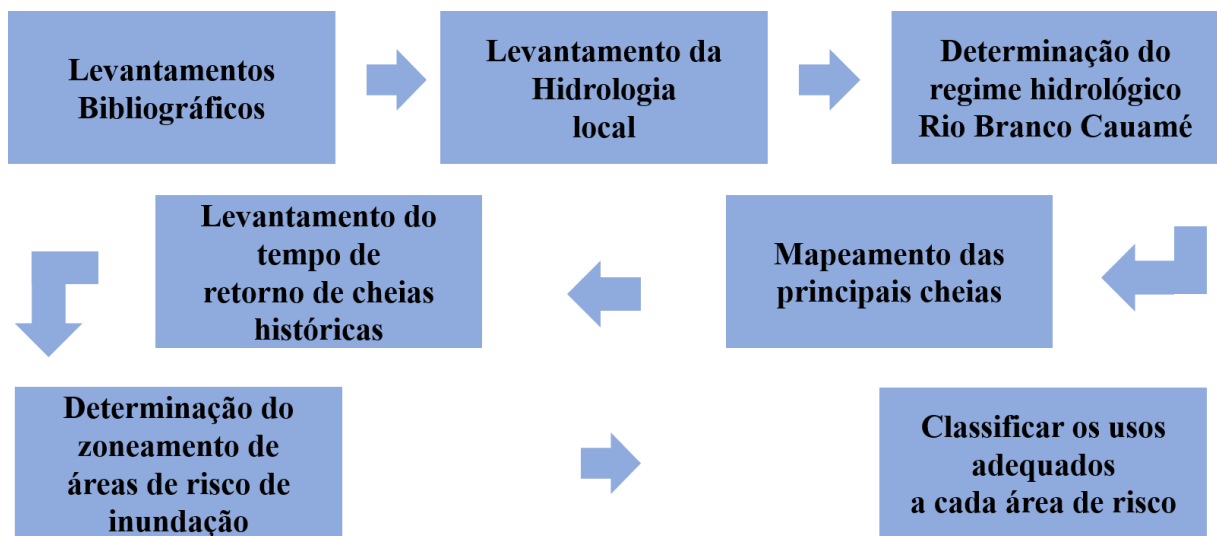 Levantamentos
Bibliográficos
Levantamento da
Hidrologia
local
Determinação do
regime hidrológico
Rio Branco Cauamé
Mapeamento das
principais cheias
Levantamento do
tempo de
retorno de cheias
históricas
Determinação do
zoneamento de
áreas de risco de
inundação
Classificar os usos
adequados
a cada área de risco